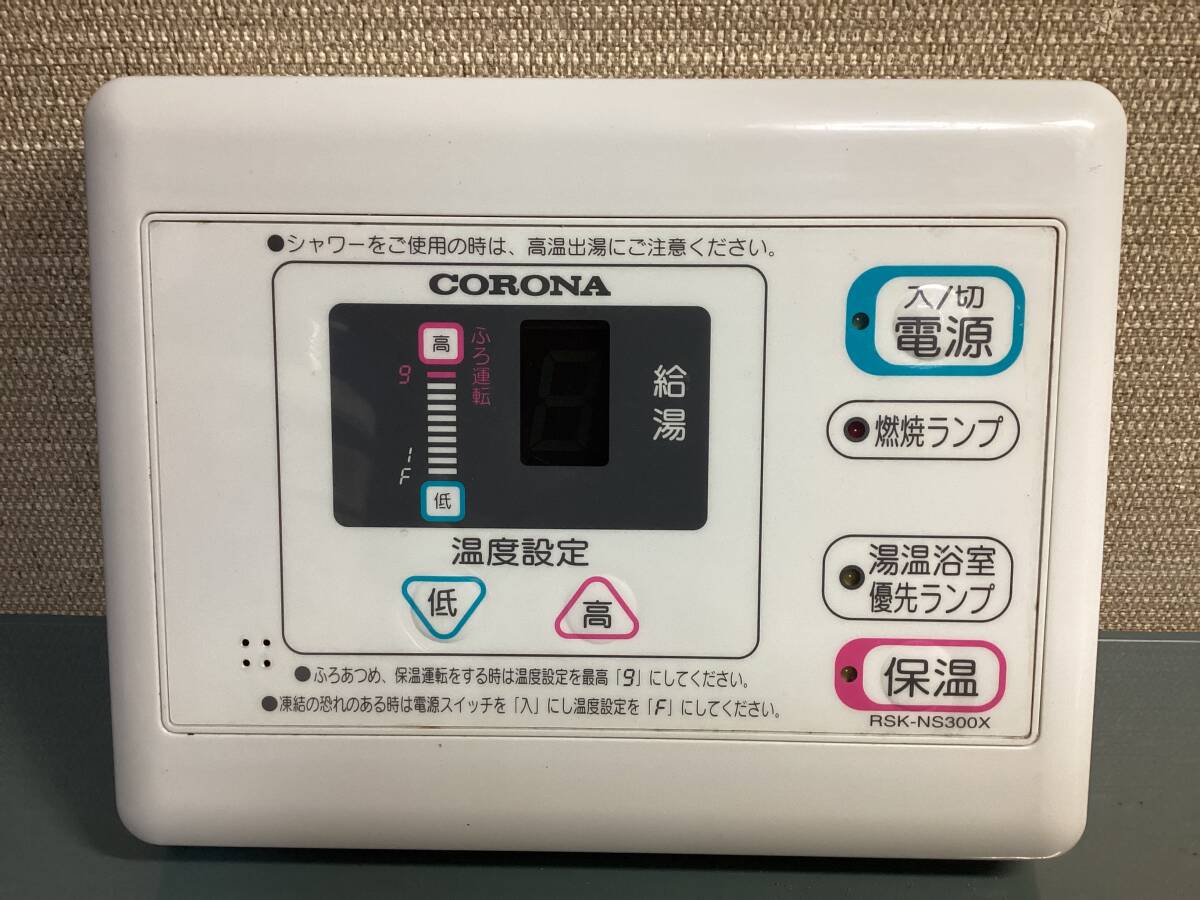 ●シャワーをご使用の時は、高温出湯にご注意ください。
CORONA
高
ふろ運転
9
1
F
低
8
給湯
温度設定
低
高
入/切
電源
燃焼ランプ
湯温浴室
優先ランプ
保温
RSK-NS300X
●ふろあつめ、保温運転をする時は温度設定を最高「9」にしてください。
●凍結の恐れのある時は電源スイッチを「入」にし温度設定を「F」にしてください。